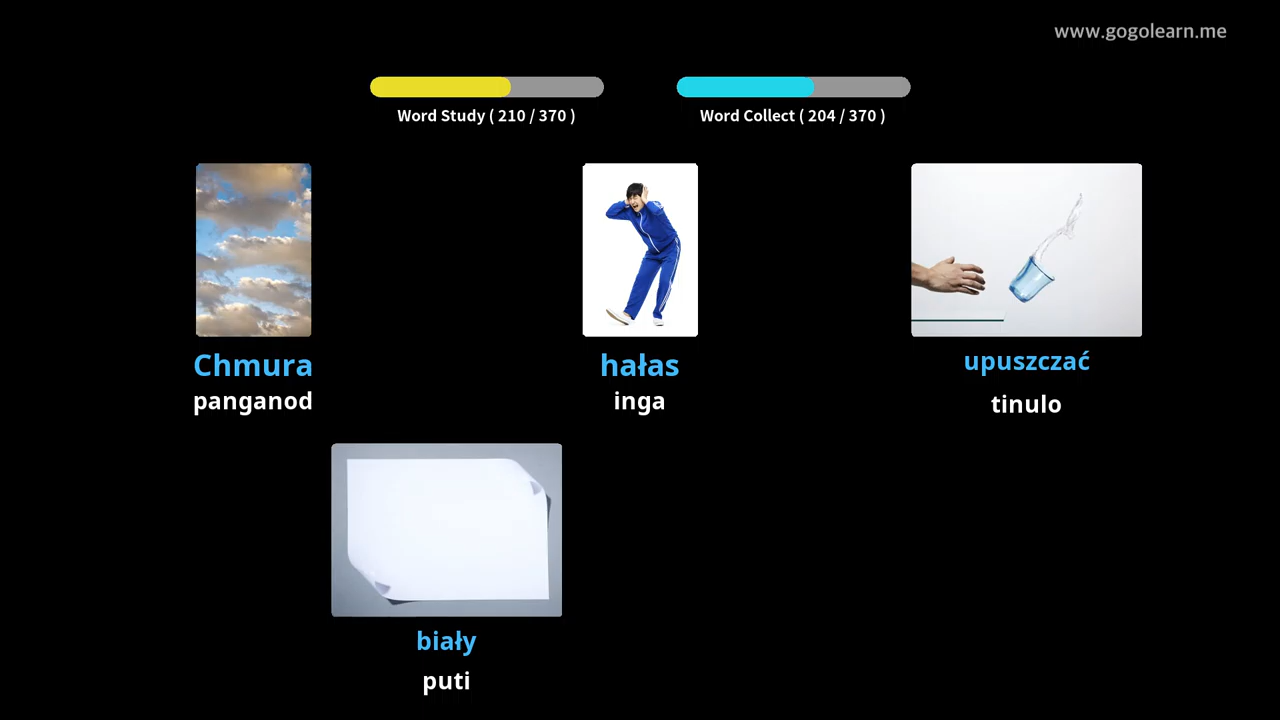 www.gogolearn.me
Word Study ( 210 / 370 )
Word Collect ( 204 / 370 )
Chmura
panganod
hałas
inga
upuszczać
tinulo
biały
puti